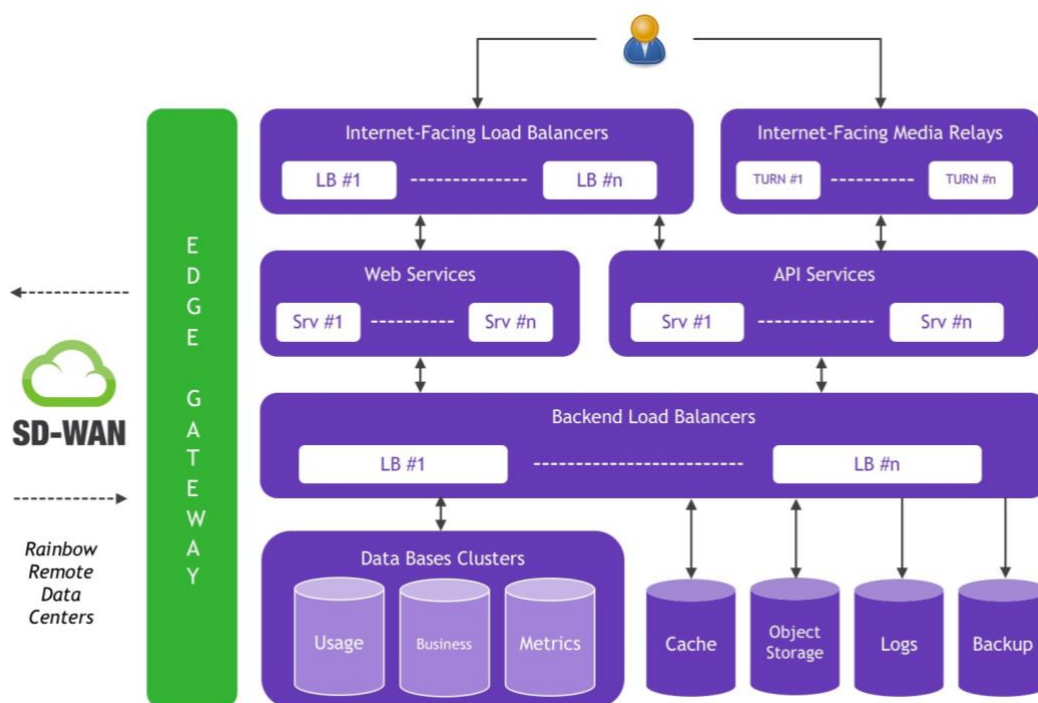 Internet-Facing Load Balancers
LB #1
LB #n
Internet-Facing Media Relays
TURN #1
TURN #n
EDGE GATEWAY
Web Services
Srv #1
Srv #n
API Services
Srv #1
Srv #n
SD-WAN
Rainbow
Remote
Data
Centers
Backend Load Balancers
LB #1
LB #n
Data Bases Clusters
Usage
Business
Metrics
Cache
Object
Storage
Logs
Backup